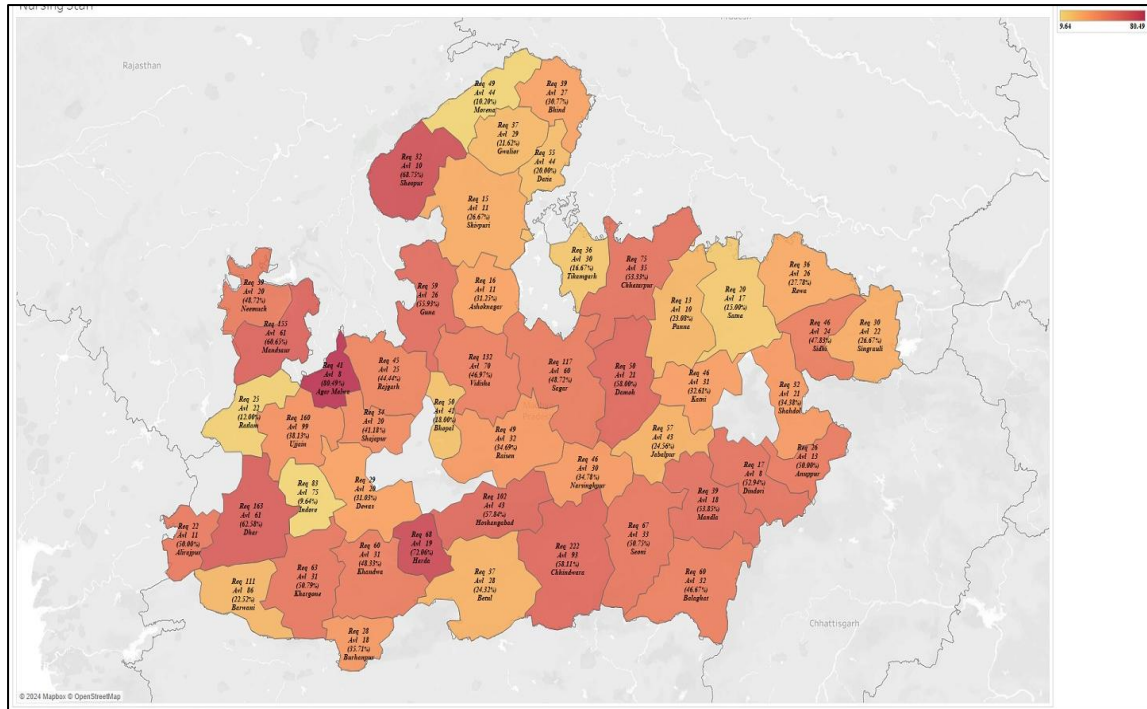 Nursing Staff
9.64
80.49
Rajasthan
Pradesh
Req 49
Avl 44
(10.20%)
Morena
Req 39
Avl 27
(30.77%)
Bhind
Req 37
Avl 29
(21.62%)
Gwalior
Req 55
Avl 44
(20.00%)
Datia
Req 32
Avl 10
(68.75%)
Sheopur
Req 15
Avl 11
(26.67%)
Shivpuri
Req 36
Avl 30
(16.67%)
Tikamgarh
Req 75
Avl 35
(53.33%)
Chhatarpur
Req 20
Avl 17
(15.00%)
Satna
Req 36
Avl 26
(27.78%)
Rewa
Req 39
Avl 20
(48.72%)
Neemuch
Req 59
Avl 26
(55.93%)
Guna
Req 16
Avl 11
(31.25%)
Ashoknagar
Req 13
Avl 10
(23.08%)
Panna
Req 46
Avl 24
(47.83%)
Sidhi
Req 30
Avl 22
(26.67%)
Singrauli
Req 155
Avl 61
(60.65%)
Mandsaur
Req 41
Avl 8
(80.49%)
Agar Malwa
Req 45
Avl 25
(44.44%)
Rajgarh
Req 132
Avl 70
(46.97%)
Vidisha
Req 117
Avl 60
(48.72%)
Sagar
Req 50
Avl 21
(58.00%)
Damoh
Req 46
Avl 31
(32.61%)
Katni
Req 32
Avl 21
(34.38%)
Shahdol
Req 25
Avl 22
(12.00%)
Ratlam
Req 160
Avl 99
(38.13%)
Ujjain
Req 34
Avl 20
(41.18%)
Shajapur
Req 50
Avl 41
(18.00%)
Bhopal
Req 49
Avl 32
(34.69%)
Raisen
Req 57
Avl 43
(24.56%)
Jabalpur
Req 26
Avl 13
(50.00%)
Anuppur
Req 83
Avl 75
(9.64%)
Indore
Req 29
Avl 20
(31.03%)
Dewas
Req 46
Avl 30
(34.78%)
Narsinghpur
Req 17
Avl 8
(52.94%)
Dindori
Req 163
Avl 61
(62.58%)
Dhar
Req 102
Avl 43
(57.84%)
Hoshangabad
Req 39
Avl 18
(53.85%)
Mandla
Req 22
Avl 11
(50.00%)
Alirajpur
Req 60
Avl 31
(48.33%)
Khandwa
Req 68
Avl 19
(72.06%)
Harda
Req 222
Avl 93
(58.11%)
Chhindwara
Req 67
Avl 33
(50.75%)
Seoni
Req 111
Avl 86
(22.52%)
Barwani
Req 63
Avl 31
(50.79%)
Khargone
Req 37
Avl 28
(24.32%)
Betul
Req 60
Avl 32
(46.67%)
Balaghat
Req 28
Avl 18
(35.71%)
Burhanpur
Chhattisgarh
© 2024 Mapbox © OpenStreetMap